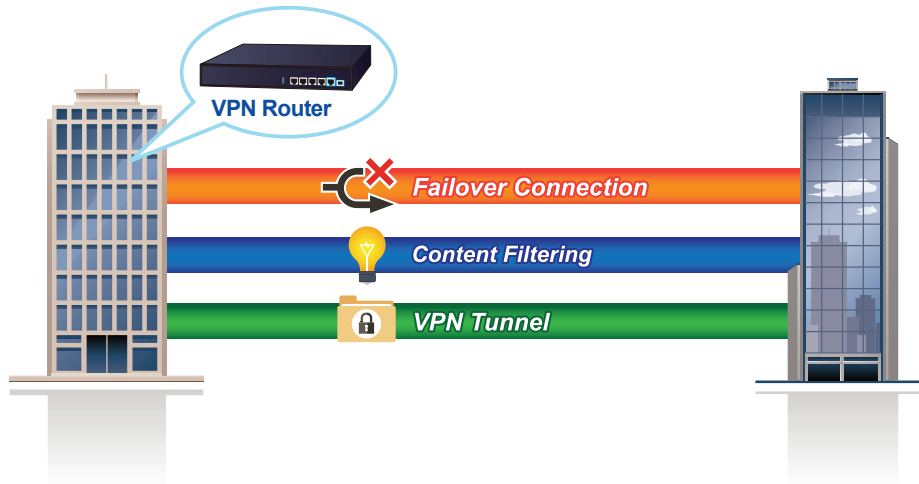 VPN Router
Failover Connection
Content Filtering
VPN Tunnel